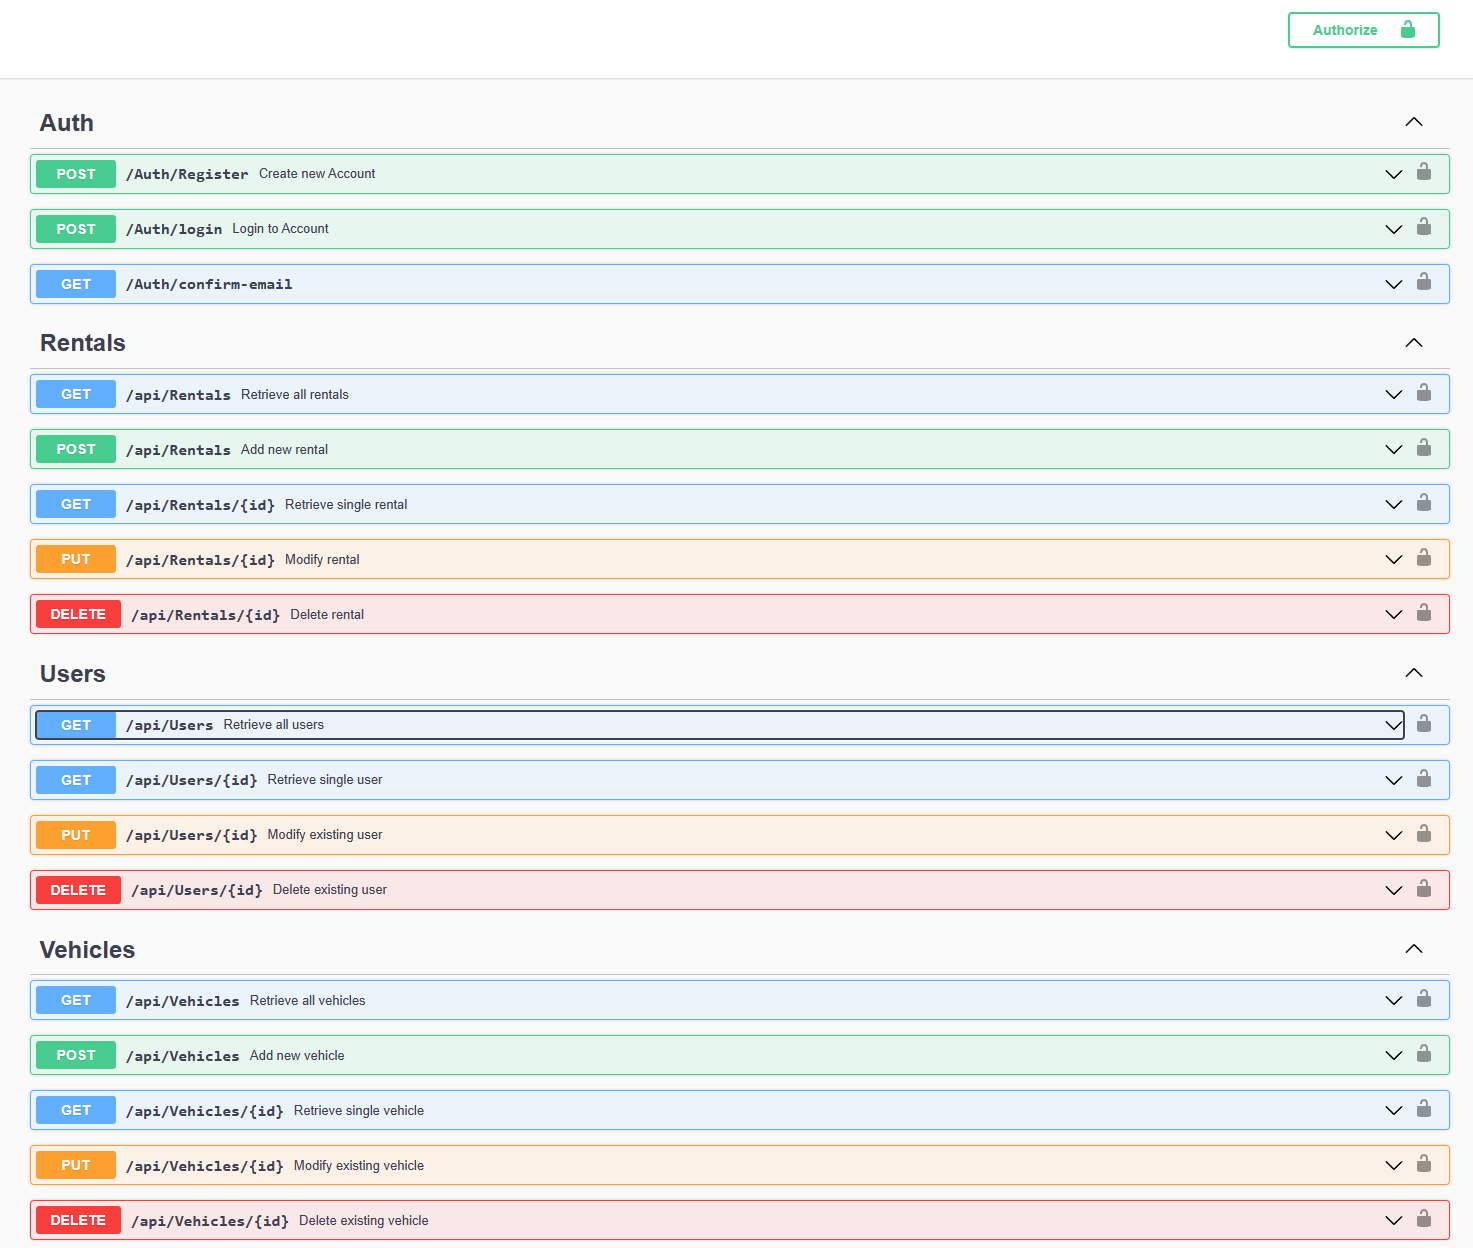 Authorize
Auth
POST /Auth/Register Create new Account
POST /Auth/login Login to Account
GET /Auth/confirm-email
Rentals
GET /api/Rentals Retrieve all rentals
POST /api/Rentals Add new rental
GET /api/Rentals/{id} Retrieve single rental
PUT /api/Rentals/{id} Modify rental
DELETE /api/Rentals/{id} Delete rental
Users
GET /api/Users Retrieve all users
GET /api/Users/{id} Retrieve single user
PUT /api/Users/{id} Modify existing user
DELETE /api/Users/{id} Delete existing user
Vehicles
GET /api/Vehicles Retrieve all vehicles
POST /api/Vehicles Add new vehicle
GET /api/Vehicles/{id} Retrieve single vehicle
PUT /api/Vehicles/{id} Modify existing vehicle
DELETE /api/Vehicles/{id} Delete existing vehicle